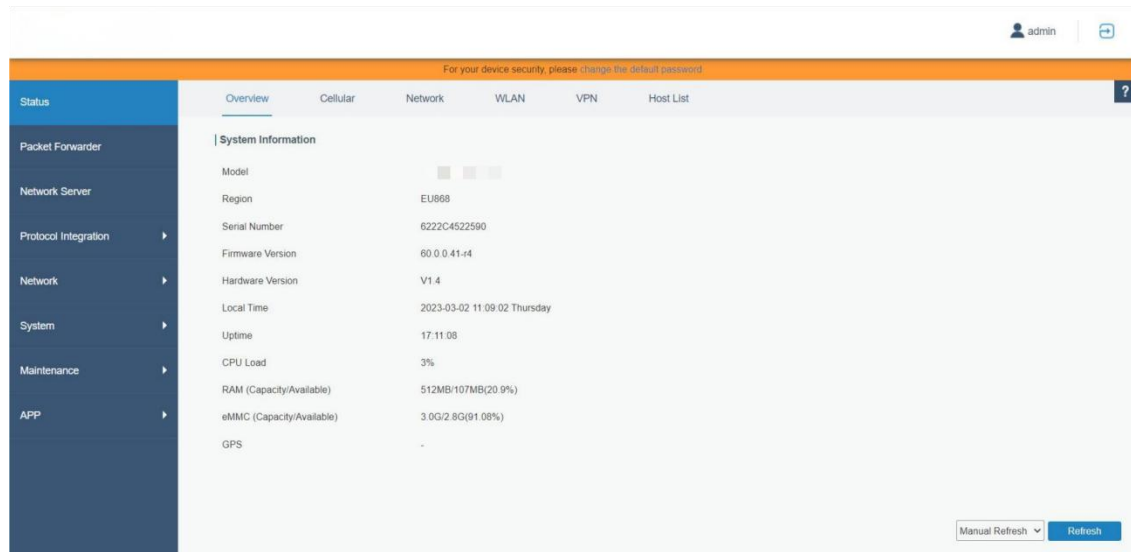 admin
For your device security, please change the default password
Status
Overview Cellular Network WLAN VPN Host List
?
Packet Forwarder
Network Server
Protocol Integration
Network
System
Maintenance
APP
System Information
Model
Region EU868
Serial Number 6222C4522590
Firmware Version 60.0.0.41-r4
Hardware Version V1.4
Local Time 2023-03-02 11:09:02 Thursday
Uptime 17:11:08
CPU Load 3%
RAM (Capacity/Available) 512MB/107MB(20.9%)
eMMC (Capacity/Available) 3.0G/2.8G(91.08%)
GPS -
Manual Refresh Refresh